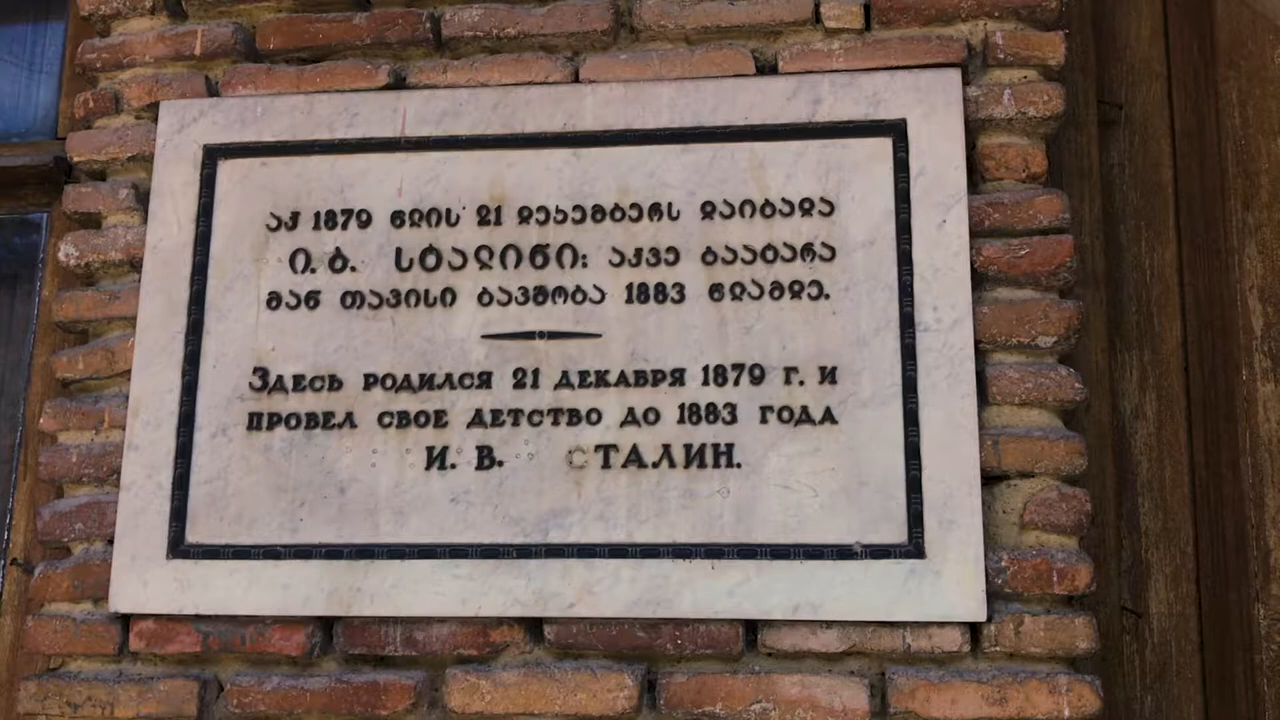 აქ 1879 წლის 21 დეკემბერს დაიბადა
ი. ბ. სტალინი: აქვე გაატარა
მან თავისი ბავშობა 1883 წლამდე.
Здесь родился 21 декабря 1879 г. и
провел свое детство до 1883 года
И. В. Сталин.